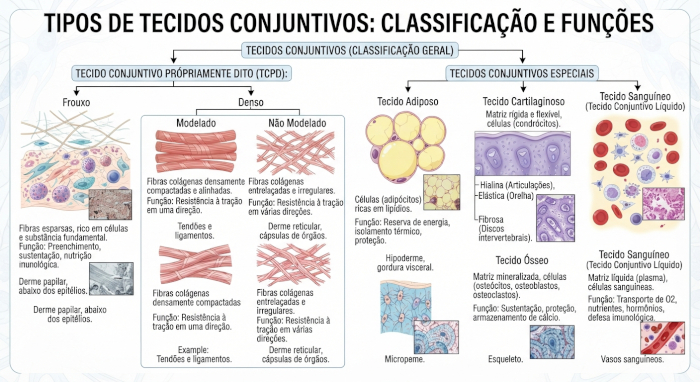 TIPOS DE TECIDOS CONJUNTIVOS: CLASSIFICAÇÃO E FUNÇÕES
TECIDOS CONJUNTIVOS (CLASSIFICAÇÃO GERAL)
TECIDO CONJUNTIVO PRÓPRIAMENTE DITO (TCPD):
Frouxo
Fibras esparsas, rico em células
e substância fundamental.
Função: Preenchimento,
sustentação, nutrição
imunológica.
Derme papilar,
abaixo dos epitélios.
Derme papilar, abaixo
dos epitélios.
Denso
Modelado
Fibras colágenas densamente
compactadas e alinhadas.
Função: Resistência à tração
em uma direção.
Tendões e
ligamentos.
Fibras colágenas
densamente compactadas
Função: Resistência à
tração em uma direção.
Example:
Tendões e ligamentos.
Não Modelado
Fibras colágenas
entrelaçadas e irregulares.
Função: Resistência à tração
em várias direções.
Derme reticular,
cápsulas de órgãos.
Fibras colágenas
entrelaçadas e
irregulares.
Função: Resistência à
tração em várias
direções.
Derme reticular,
cápsulas de órgãos.
TECIDOS CONJUNTIVOS ESPECIAIS
Tecido Adiposo
Células (adipócitos)
ricas em lipídios.
Função: Reserva de energia,
isolamento térmico,
proteção.
Hipoderme,
gordura visceral.
Micropeme.
Tecido Cartilaginoso
Matriz rígida e flexível,
células (condrócitos).
Hialina (Articulações),
Elástica (Orelha)
Fibrosa
(Discos
intervertebrais).
Tecido Ósseo
Matriz mineralizada, células
(osteócitos, osteoblastos,
osteoclastos).
Função: Sustentação, proteção,
armazenamento de cálcio.
Esqueleto.
Tecido Sanguíneo
(Tecido Conjuntivo Líquido)
Tecido Sanguíneo
(Tecido Conjuntivo Líquido)
Matriz líquida (plasma),
células sanguíneas.
Função: Transporte de O2,
nutrientes, hormônios,
defesa imunológica.
Vasos sanguíneos.